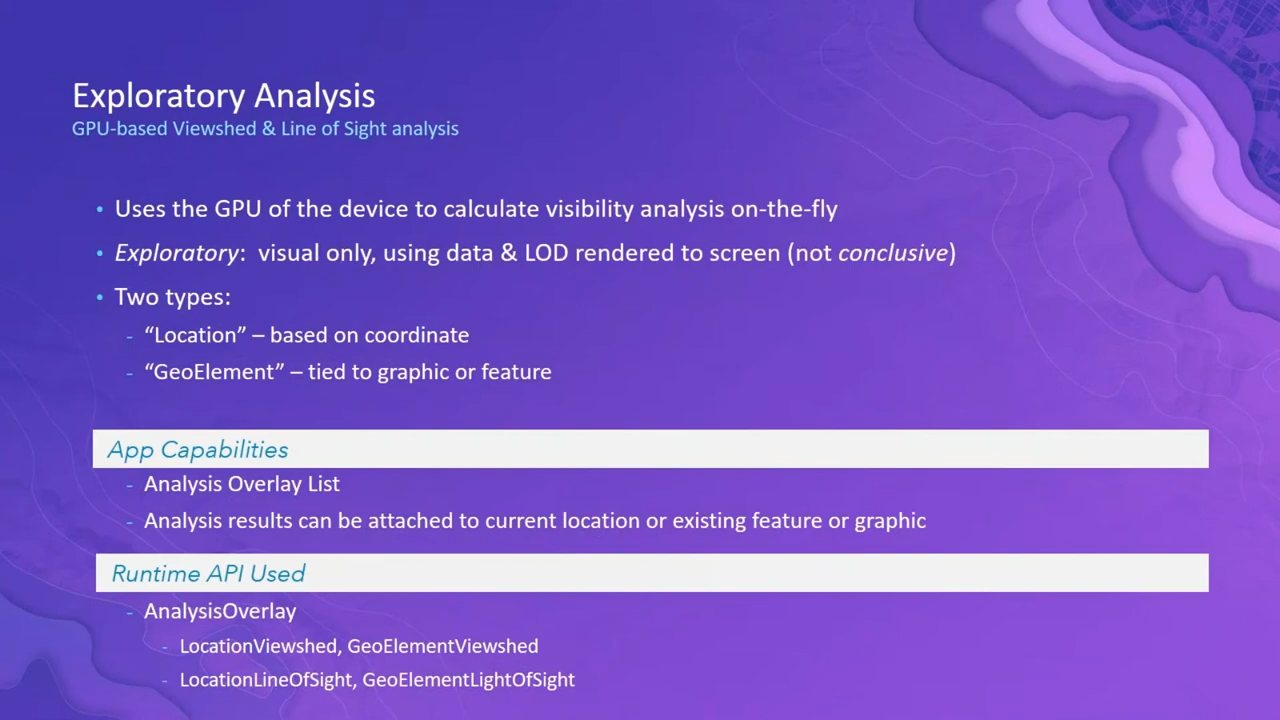 Exploratory Analysis
GPU-based Viewshed & Line of Sight analysis
• Uses the GPU of the device to calculate visibility analysis on-the-fly
• Exploratory: visual only, using data & LOD rendered to screen (not conclusive)
• Two types:
- “Location” – based on coordinate
- “GeoElement” – tied to graphic or feature
App Capabilities
- Analysis Overlay List
- Analysis results can be attached to current location or existing feature or graphic
Runtime API Used
- AnalysisOverlay
- LocationViewshed, GeoElementViewshed
- LocationLineOfSight, GeoElementLightOfSight